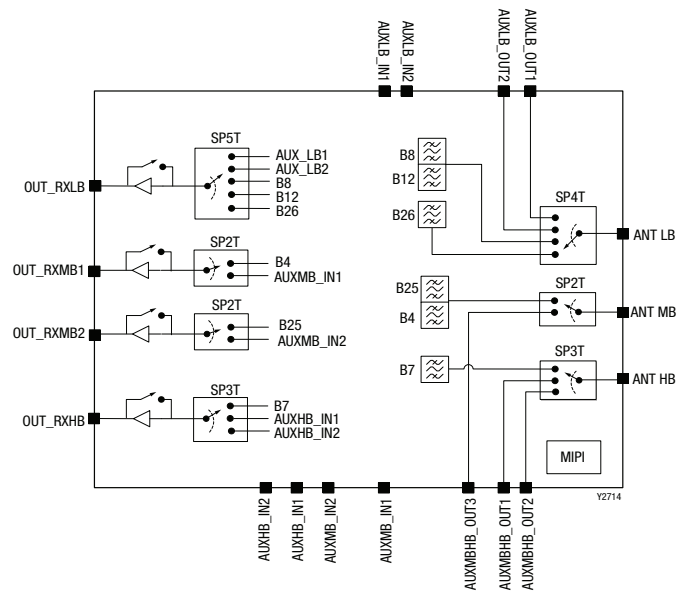 AUXLB_IN1
AUXLB_IN2
AUXLB_OUT2
AUXLB_OUT1
SP5T
AUX_LB1
AUX_LB2
B8
B12
B26
OUT_RXLB
B8
B12
B26
SP4T
ANT LB
SP2T
B4
AUXMB_IN1
OUT_RXMB1
SP2T
B25
AUXMB_IN2
OUT_RXMB2
B25
B4
SP2T
ANT MB
B7
SP3T
ANT HB
SP3T
B7
AUXHB_IN1
AUXHB_IN2
OUT_RXHB
MIPI
Y2714
AUXHB_IN2
AUXHB_IN1
AUXMB_IN2
AUXMB_IN1
AUXMBHB_OUT3
AUXMBHB_OUT1
AUXMBHB_OUT2